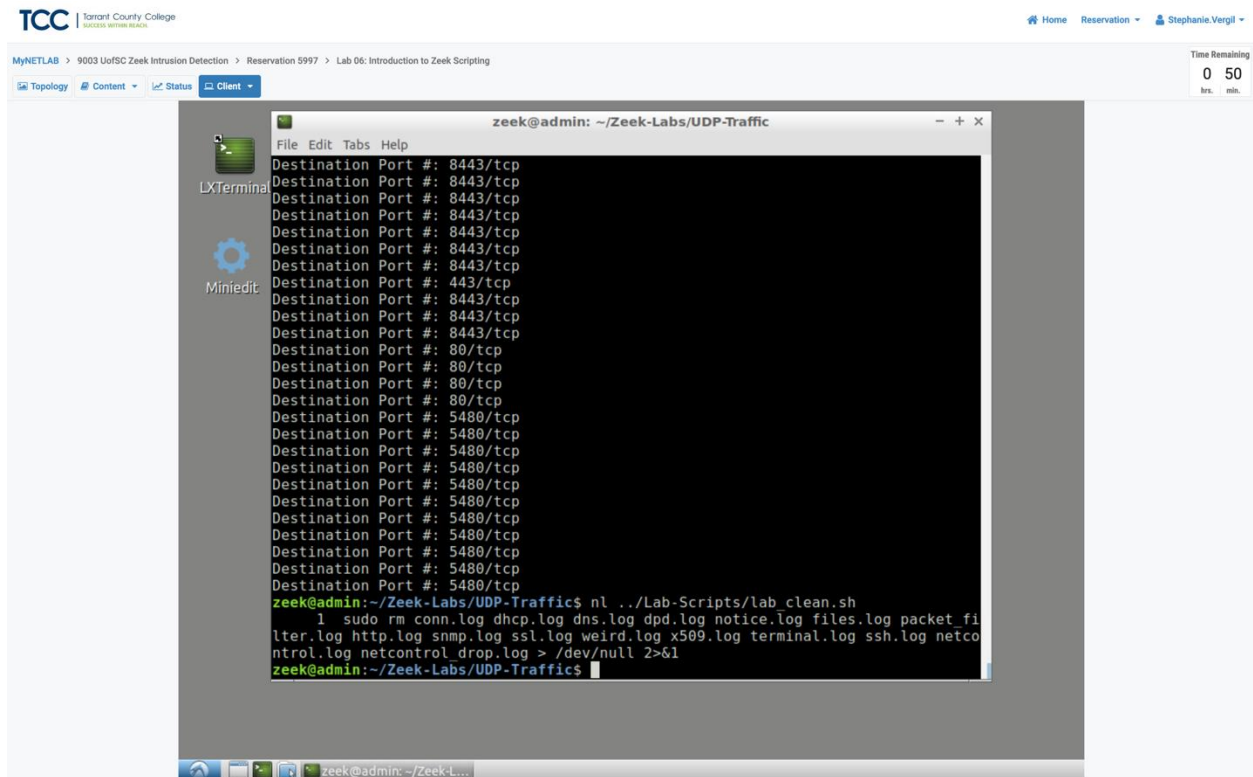 TCC Tarrant County College
SUCCESS WITHIN REACH.
Home Reservation Stephanie.Vergil
MyNETLAB > 9003 UofSC Zeek Intrusion Detection > Reservation 5997 > Lab 06: Introduction to Zeek Scripting
Time Remaining
0 50
hrs. min.
Topology Content Status Client
zeek@admin: ~/Zeek-Labs/UDP-Traffic
File Edit Tabs Help
LXTerminal
Miniedit
Destination Port #: 8443/tcp
Destination Port #: 8443/tcp
Destination Port #: 8443/tcp
Destination Port #: 8443/tcp
Destination Port #: 8443/tcp
Destination Port #: 8443/tcp
Destination Port #: 8443/tcp
Destination Port #: 443/tcp
Destination Port #: 8443/tcp
Destination Port #: 8443/tcp
Destination Port #: 8443/tcp
Destination Port #: 80/tcp
Destination Port #: 80/tcp
Destination Port #: 80/tcp
Destination Port #: 80/tcp
Destination Port #: 5480/tcp
Destination Port #: 5480/tcp
Destination Port #: 5480/tcp
Destination Port #: 5480/tcp
Destination Port #: 5480/tcp
Destination Port #: 5480/tcp
Destination Port #: 5480/tcp
Destination Port #: 5480/tcp
Destination Port #: 5480/tcp
Destination Port #: 5480/tcp
Destination Port #: 5480/tcp
zeek@admin:~/Zeek-Labs/UDP-Traffic$ nl ../Lab-Scripts/lab_clean.sh
1 sudo rm conn.log dhcp.log dns.log dpd.log notice.log files.log packet_fi
lter.log http.log snmp.log ssl.log weird.log x509.log terminal.log ssh.log netco
ntrol.log netcontrol_drop.log > /dev/null 2>&1
zeek@admin:~/Zeek-Labs/UDP-Traffic$
zeek@admin: ~/Zeek-L...